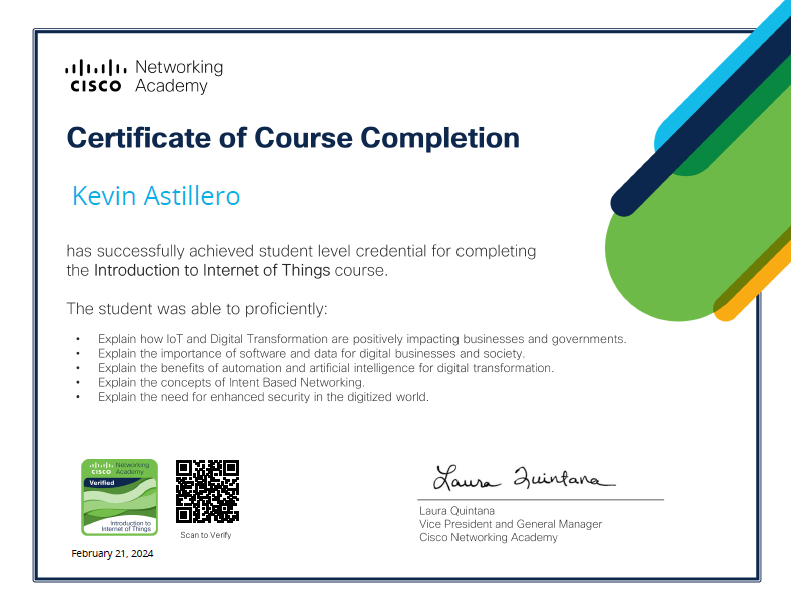 Networking
CISCO Academy
Certificate of Course Completion
Kevin Astillero
has successfully achieved student level credential for completing
the Introduction to Internet of Things course.
The student was able to proficiently:
• Explain how IoT and Digital Transformation are positively impacting businesses and governments.
• Explain the importance of software and data for digital businesses and society.
• Explain the benefits of automation and artificial intelligence for digital transformation.
• Explain the concepts of Intent Based Networking.
• Explain the need for enhanced security in the digitized world.
Networking
CISCO Academy
Verified
Introduction to
Internet of Things
Scan to Verify
February 21, 2024
Laura Quintana
Laura Quintana
Vice President and General Manager
Cisco Networking Academy